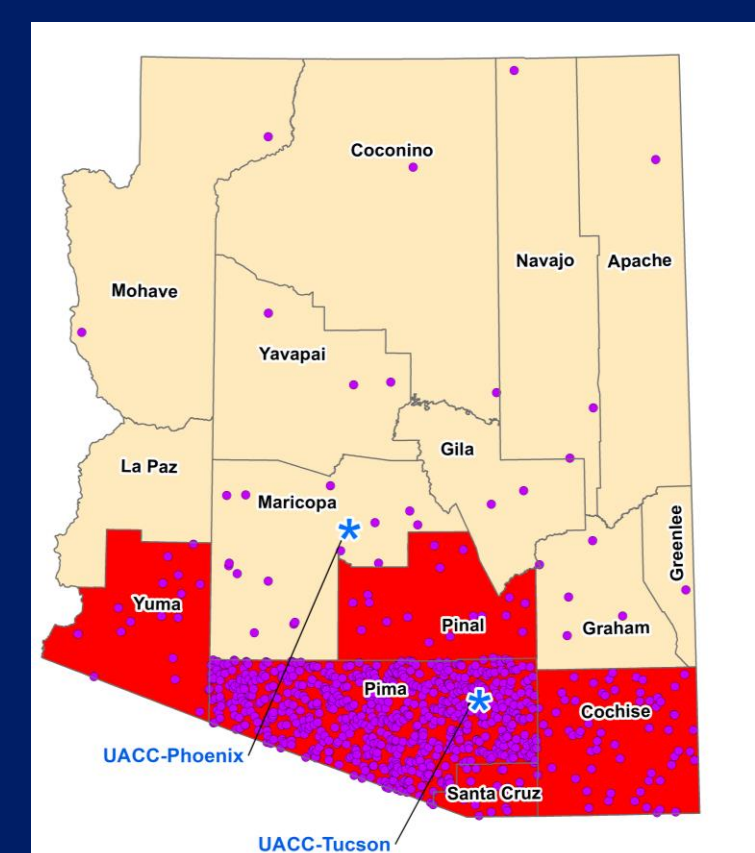 Coconino
Navajo
Apache
Mohave
Yavapai
Gila
La Paz
Maricopa
Greenlee
Yuma
Pinal
Graham
Pima
Cochise
UACC-Phoenix
Santa Cruz
UACC-Tucson